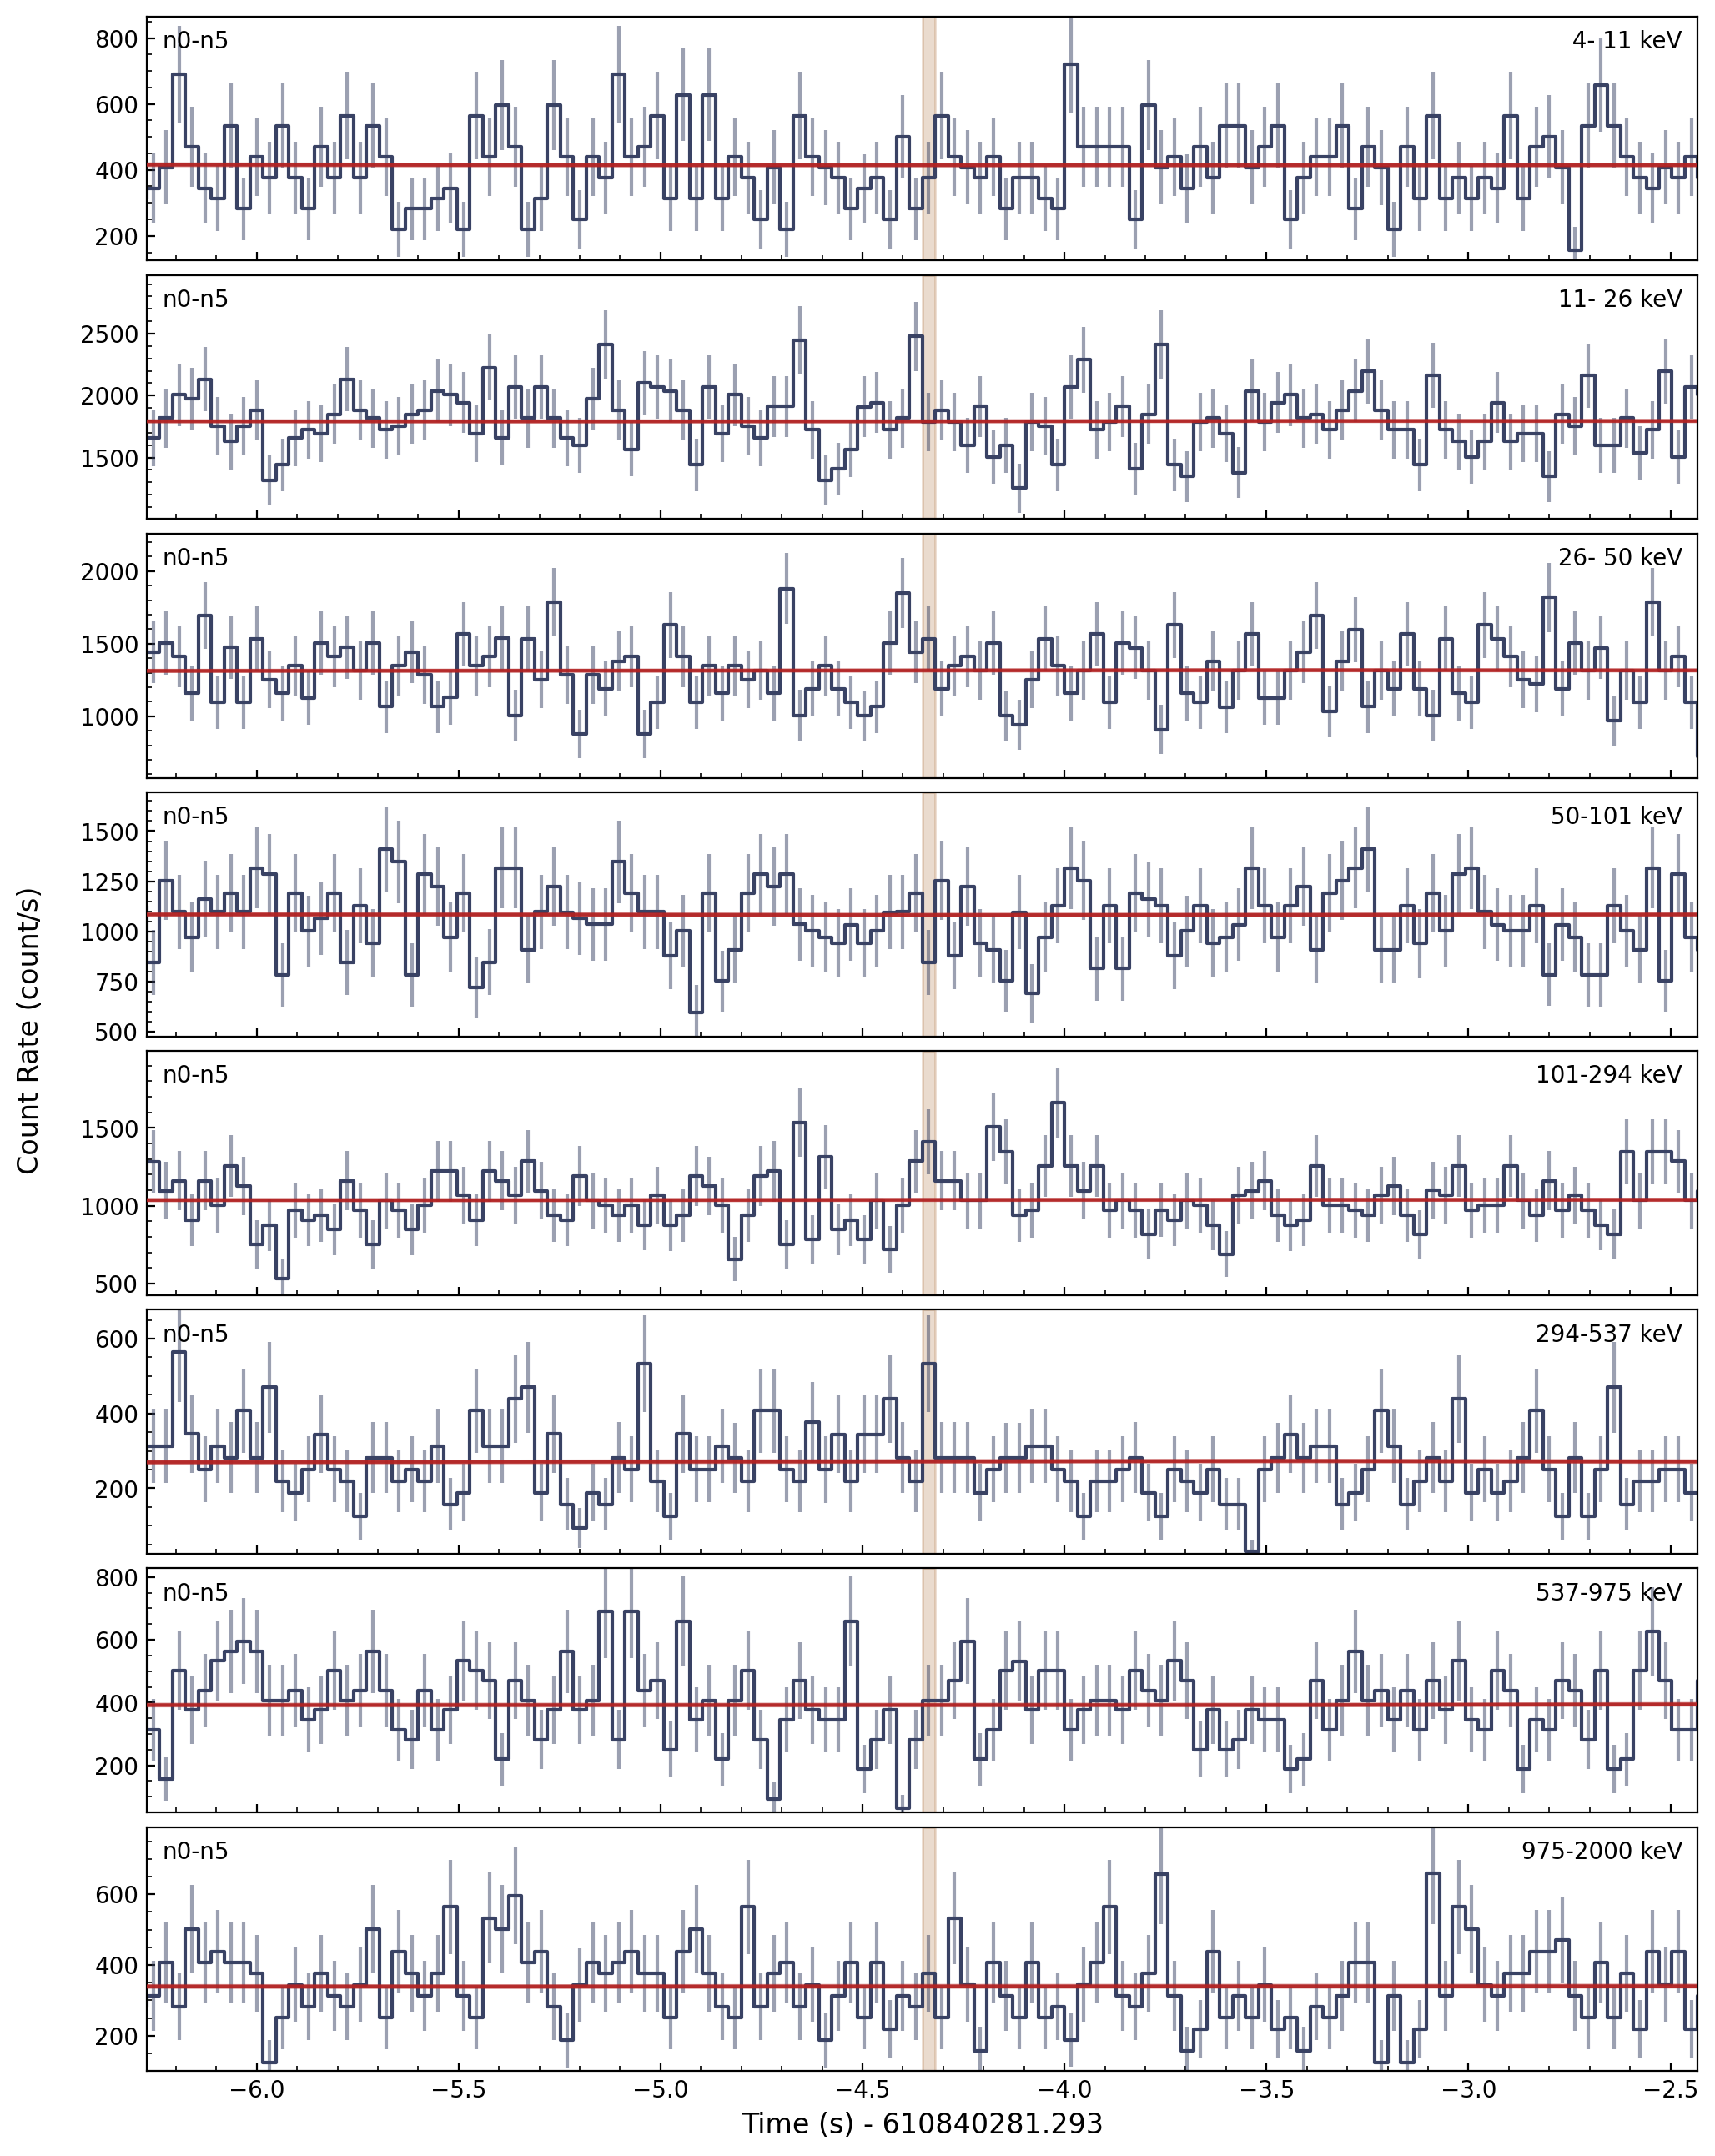 n0-n5 4- 11 keV
800
600
400
200
n0-n5 11- 26 keV
2500
2000
1500
n0-n5 26- 50 keV
2000
1500
1000
n0-n5 50-101 keV
1500
1250
1000
750
500
n0-n5 101-294 keV
1500
1000
500
n0-n5 294-537 keV
600
400
200
n0-n5 537-975 keV
800
600
400
200
n0-n5 975-2000 keV
600
400
200
−6.0 −5.5 −5.0 −4.5 −4.0 −3.5 −3.0 −2.5
Time (s) - 610840281.293
Count Rate (count/s)